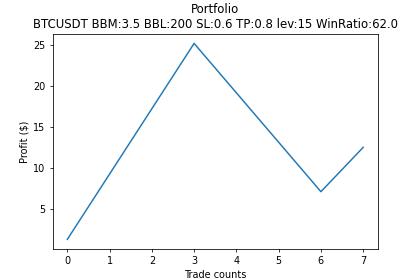 Portfolio
BTCUSDT BBM:3.5 BBL:200 SL:0.6 TP:0.8 lev:15 WinRatio:62.0
25
20
15
10
5
Profit ($)
0 1 2 3 4 5 6 7
Trade counts